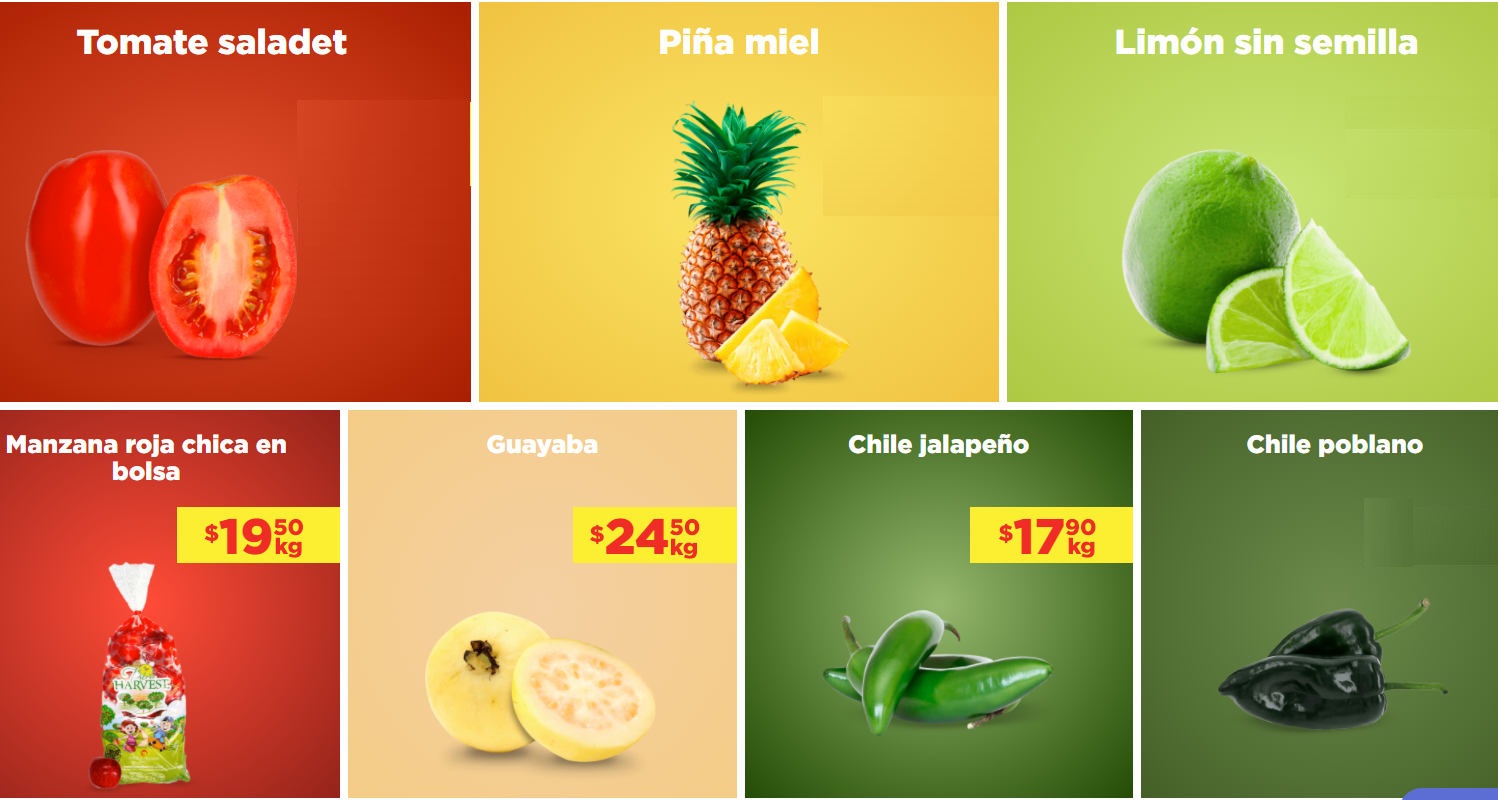 Tomate saladet
Piña miel
Limón sin semilla
Manzana roja chica en
bolsa
$19 50 kg
HARVEST
Guayaba
$24 50 kg
Chile jalapeño
$17 90 kg
Chile poblano